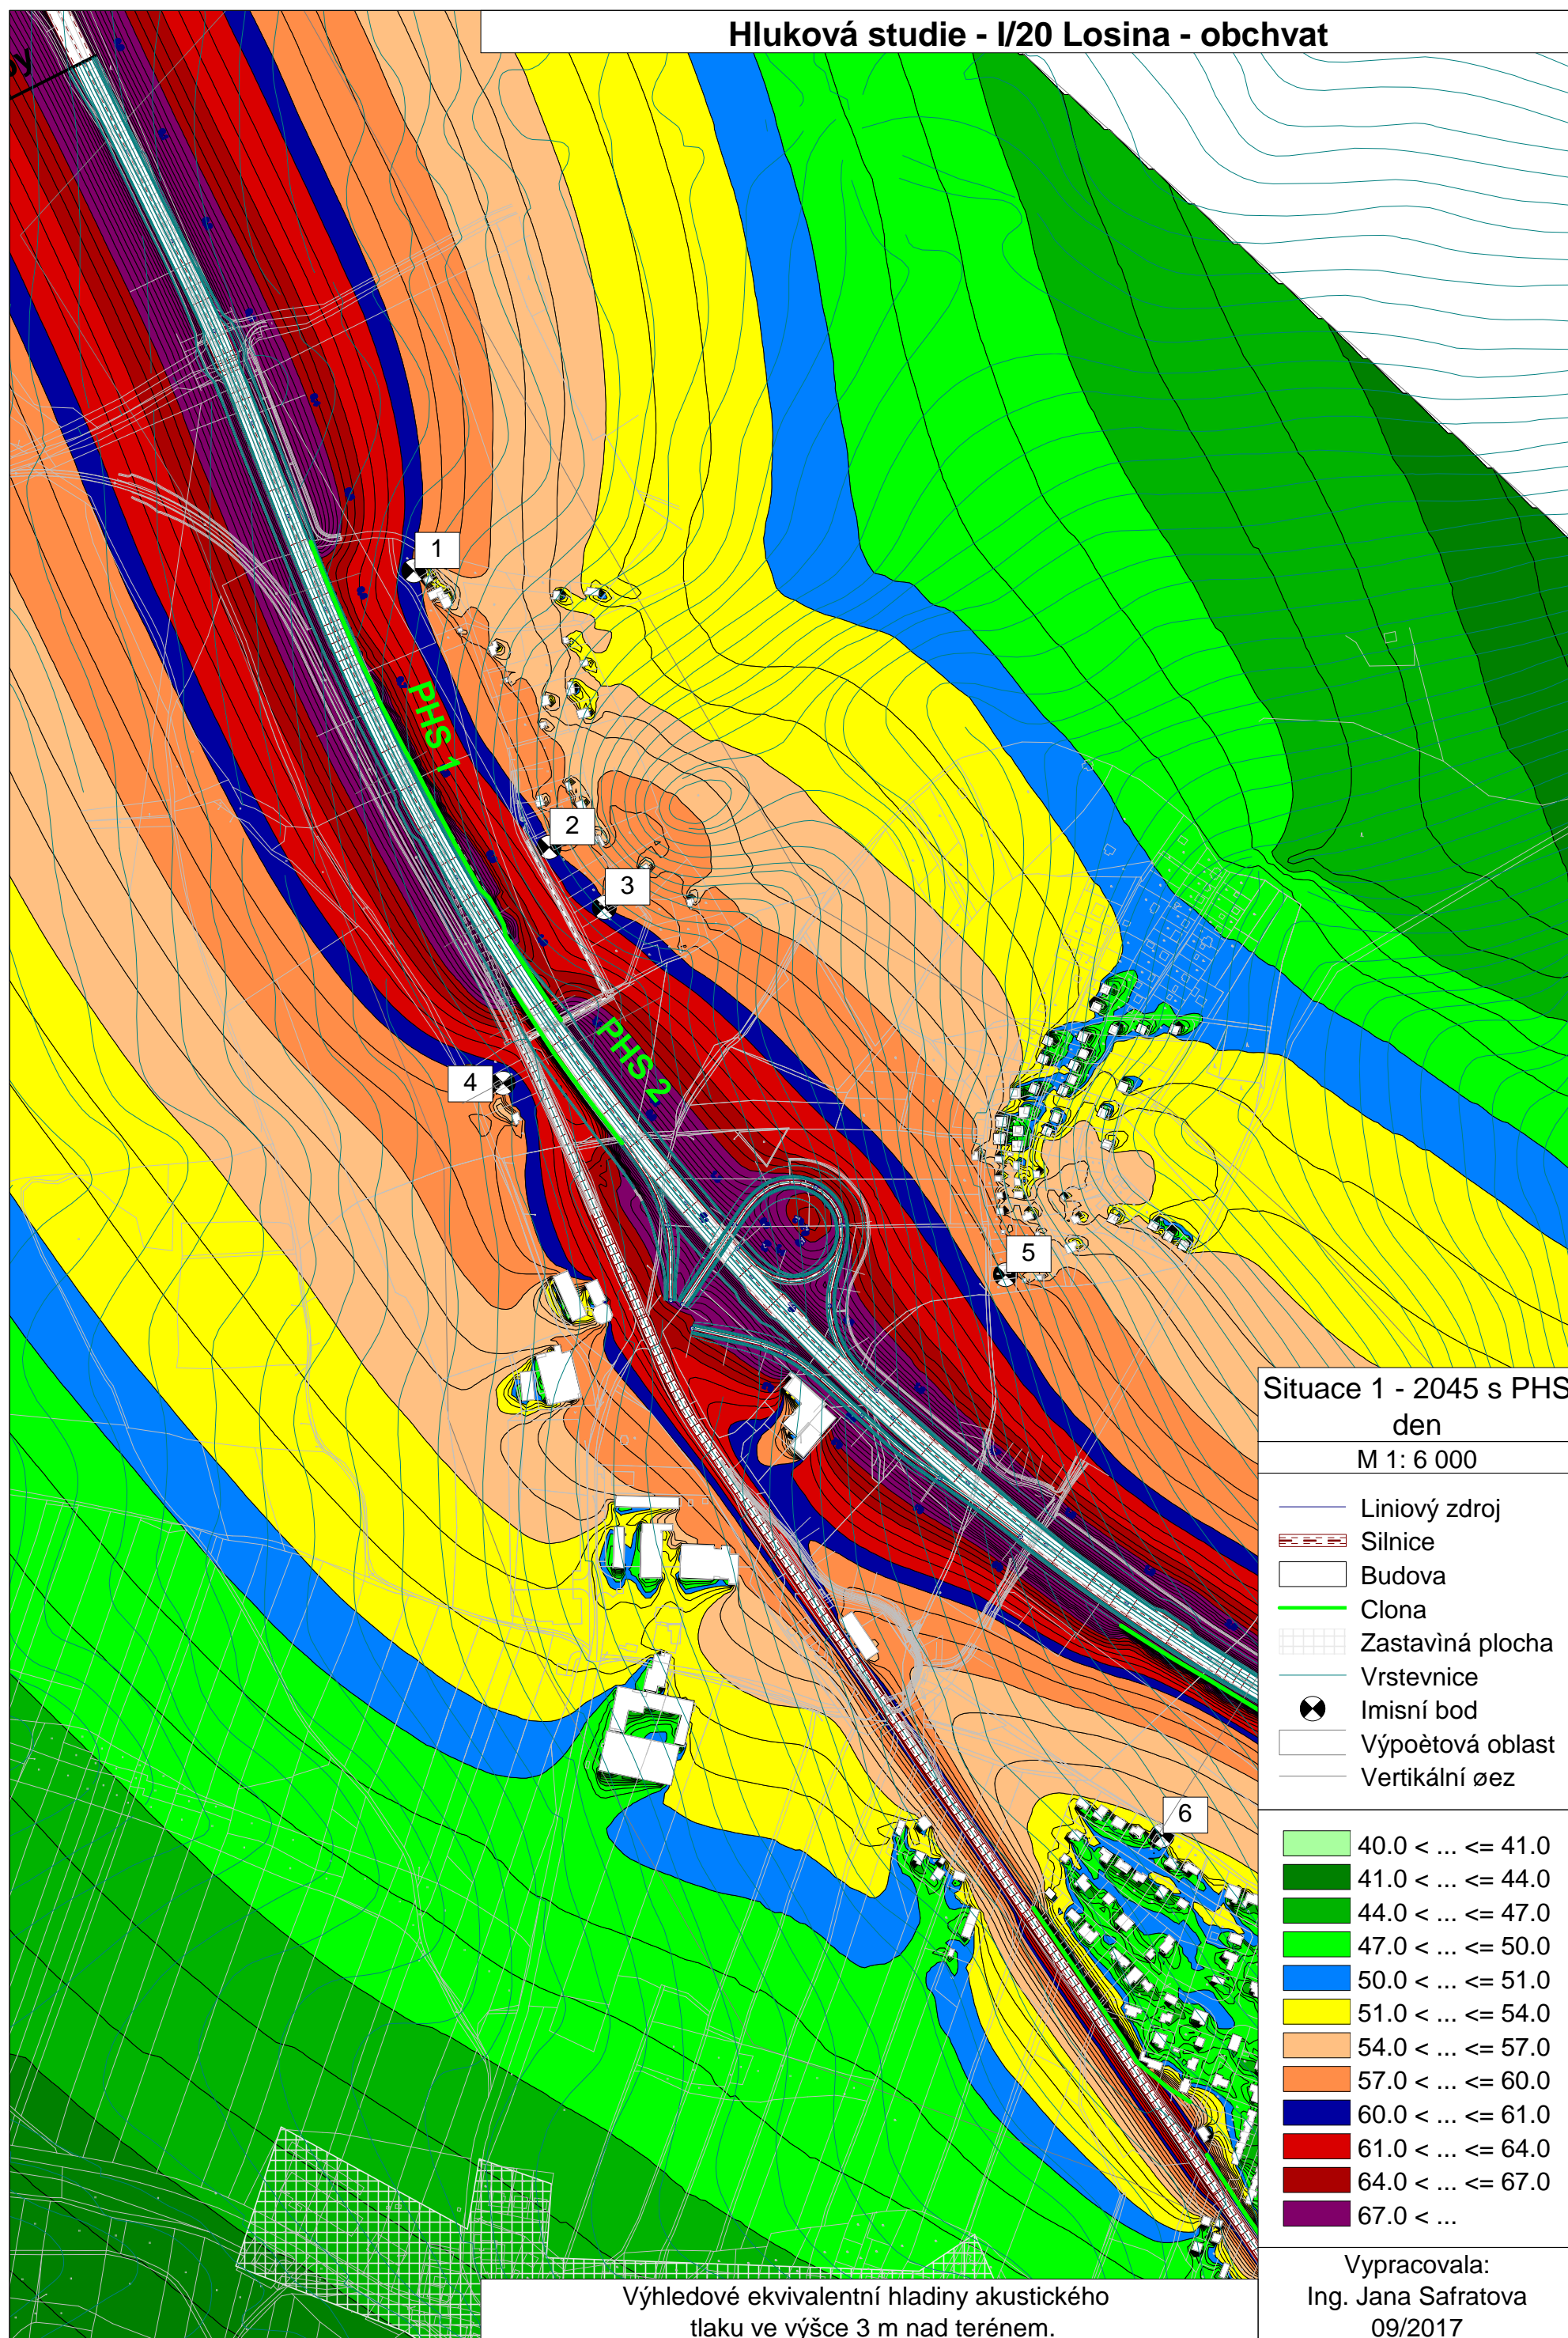 Hluková studie - I/20 Losina - obchvat
1
PHS 1
2
3
PHS 2
4
5
Situace 1 - 2045 s PHS
den
M 1: 6 000
Liniový zdroj
Silnice
Budova
Clona
Zastavìná plocha
Vrstevnice
Imisní bod
Výpoètová oblast
Vertikální øez
6
40.0 < ... <= 41.0
41.0 < ... <= 44.0
44.0 < ... <= 47.0
47.0 < ... <= 50.0
50.0 < ... <= 51.0
51.0 < ... <= 54.0
54.0 < ... <= 57.0
57.0 < ... <= 60.0
60.0 < ... <= 61.0
61.0 < ... <= 64.0
64.0 < ... <= 67.0
67.0 < ...
Výhledové ekvivalentní hladiny akustického
tlaku ve výšce 3 m nad terénem.
Vypracovala:
Ing. Jana Safratova
09/2017